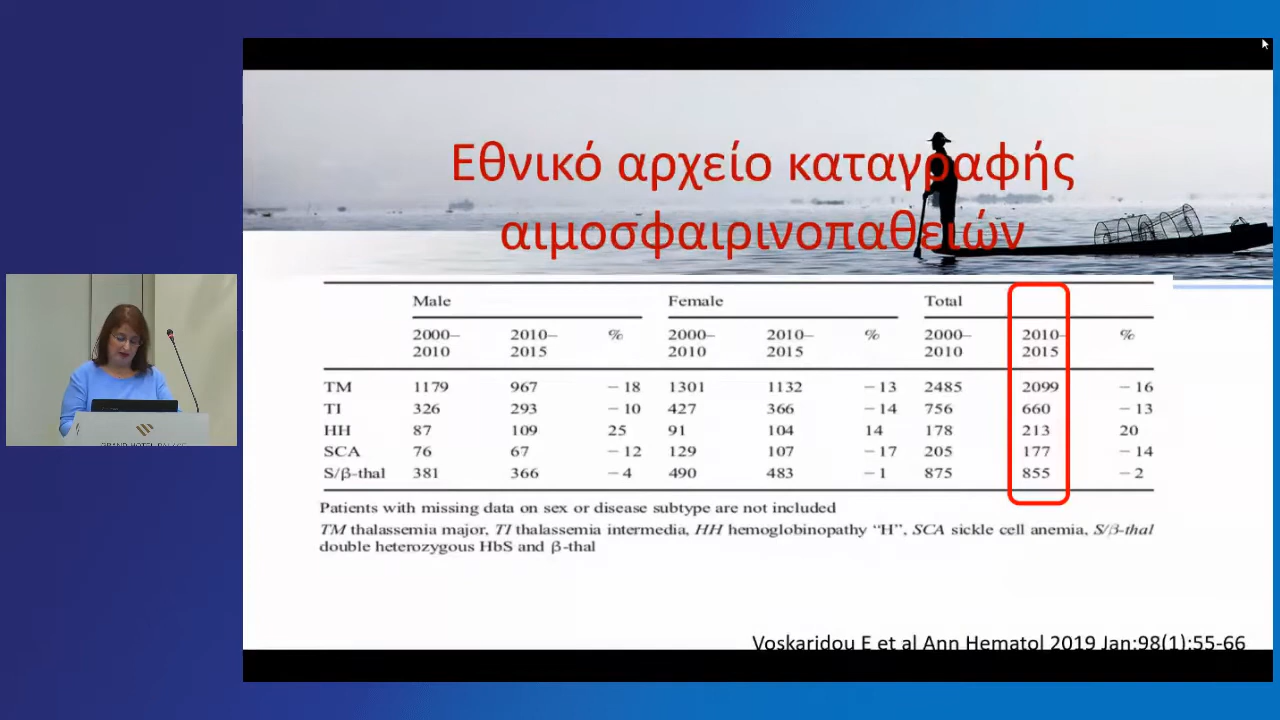 Εθνικό αρχείο καταγραφής
αιμοσφαιρινοπαθειών
Male Female Total
2000– 2010– % 2000– 2010– % 2000– 2010– %
2010 2015 2010 2015 2010 2015
TM 1179 967 −18 1301 1132 −13 2485 2099 −16
TI 326 293 −10 427 366 −14 756 660 −13
HH 87 109 25 91 104 14 178 213 20
SCA 76 67 −12 129 107 −17 205 177 −14
S/β-thal 381 366 −4 490 483 −1 875 855 −2
Patients with missing data on sex or disease subtype are not included
TM thalassemia major, TI thalassemia intermedia, HH hemoglobinopathy “H”, SCA sickle cell anemia, S/β-thal
double heterozygous HbS and β-thal
Voskaridou E et al Ann Hematol 2019 Jan;98(1):55-66
GRAND HOTEL PALACE